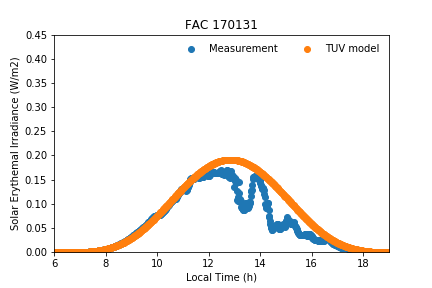 FAC 170131
Measurement TUV model
Solar Erythemal Irradiance (W/m2)
0.45
0.40
0.35
0.30
0.25
0.20
0.15
0.10
0.05
0.00
6 8 10 12 14 16 18
Local Time (h)